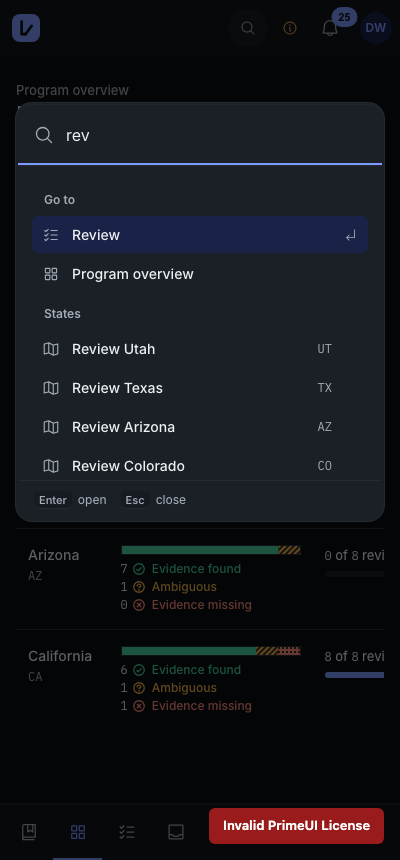 25
DW
Program overview
rev
Go to
Review
Program overview
States
Review Utah UT
Review Texas TX
Review Arizona AZ
Review Colorado CO
Enter open Esc close
Arizona
AZ
7 Evidence found
1 Ambiguous
0 Evidence missing
0 of 8 revi
California
CA
6 Evidence found
1 Ambiguous
1 Evidence missing
8 of 8 revi
Invalid PrimeUI License